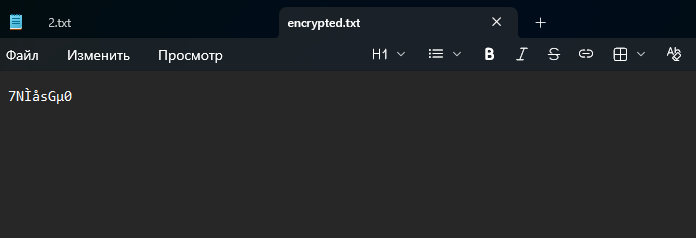 2.txt
encrypted.txt
Файл Изменить Просмотр H1 B I S
7NÌåsGµ0